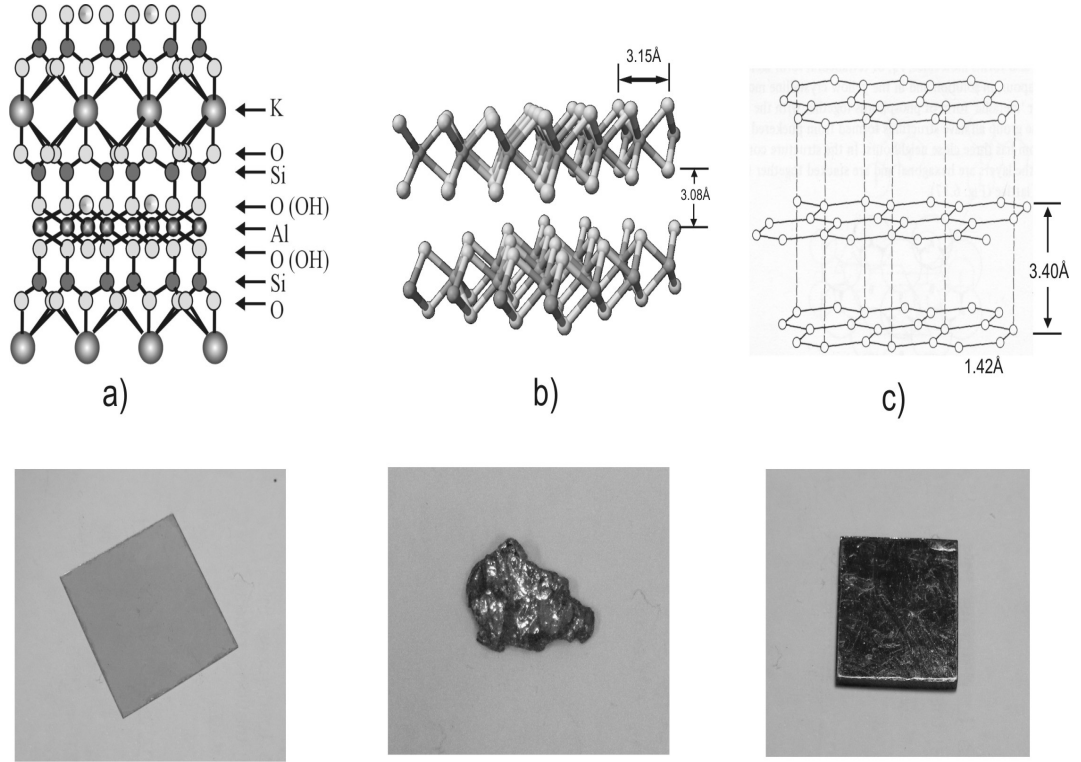 K
O
Si
O (OH)
Al
O (OH)
Si
O
a)
3.15Å
3.08Å
b)
3.40Å
1.42Å
c)